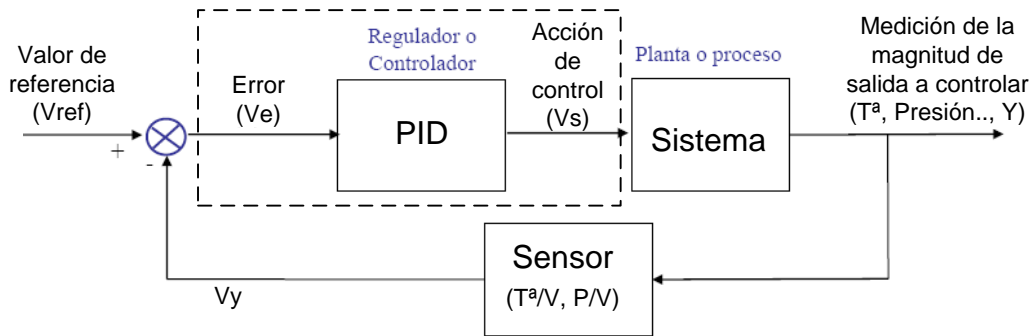 Valor de
referencia
(Vref)
+
-
Error
(Ve)
Regulador o
Controlador
PID
Acción
de
control
(Vs)
Planta o proceso
Sistema
Medición de la
magnitud de
salida a controlar
(Tª, Presión.., Y)
Sensor
(Tª/V, P/V)
Vy